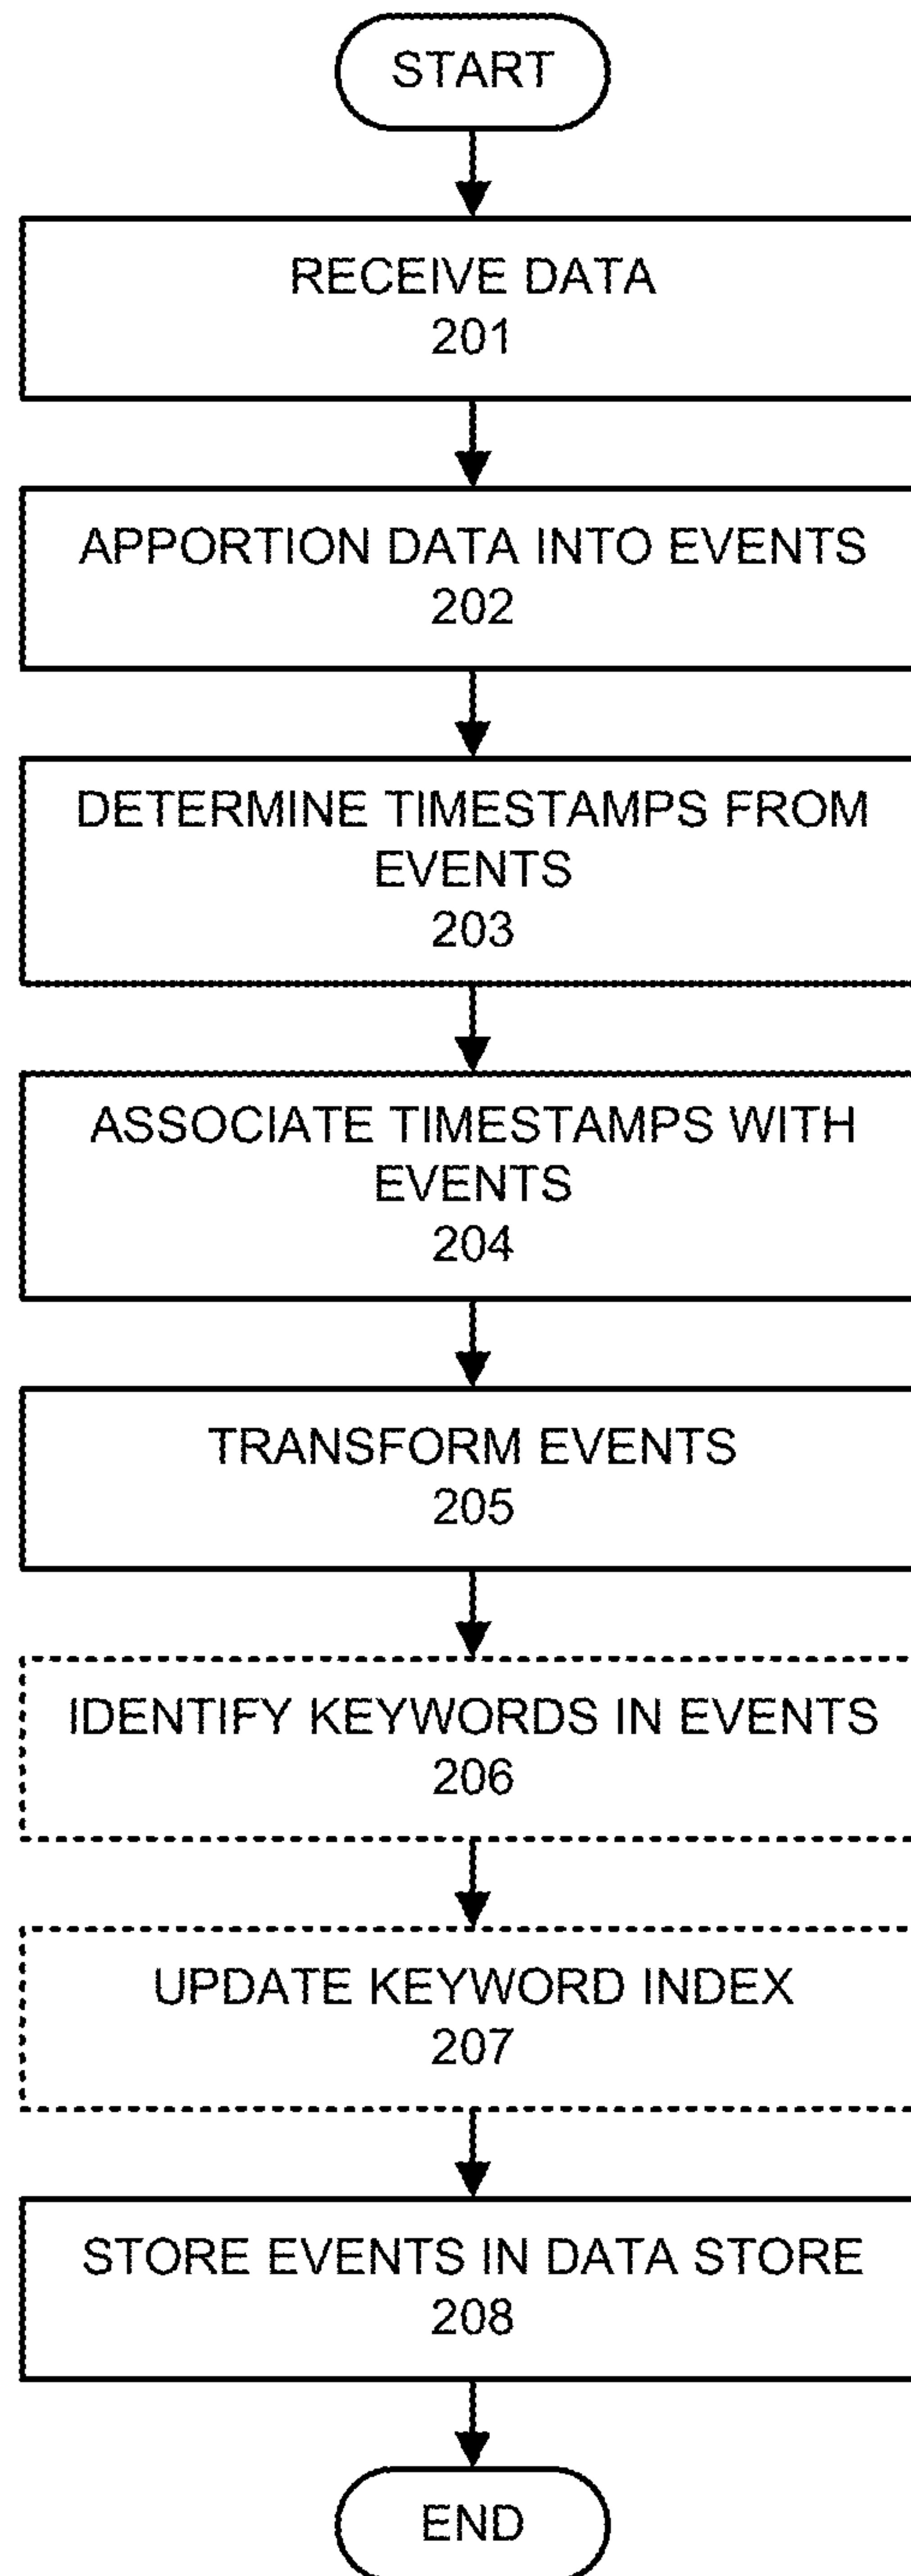 START
RECEIVE DATA
201
APPORTION DATA INTO EVENTS
202
DETERMINE TIMESTAMPS FROM
EVENTS
203
ASSOCIATE TIMESTAMPS WITH
EVENTS
204
TRANSFORM EVENTS
205
IDENTIFY KEYWORDS IN EVENTS
206
UPDATE KEYWORD INDEX
207
STORE EVENTS IN DATA STORE
208
END